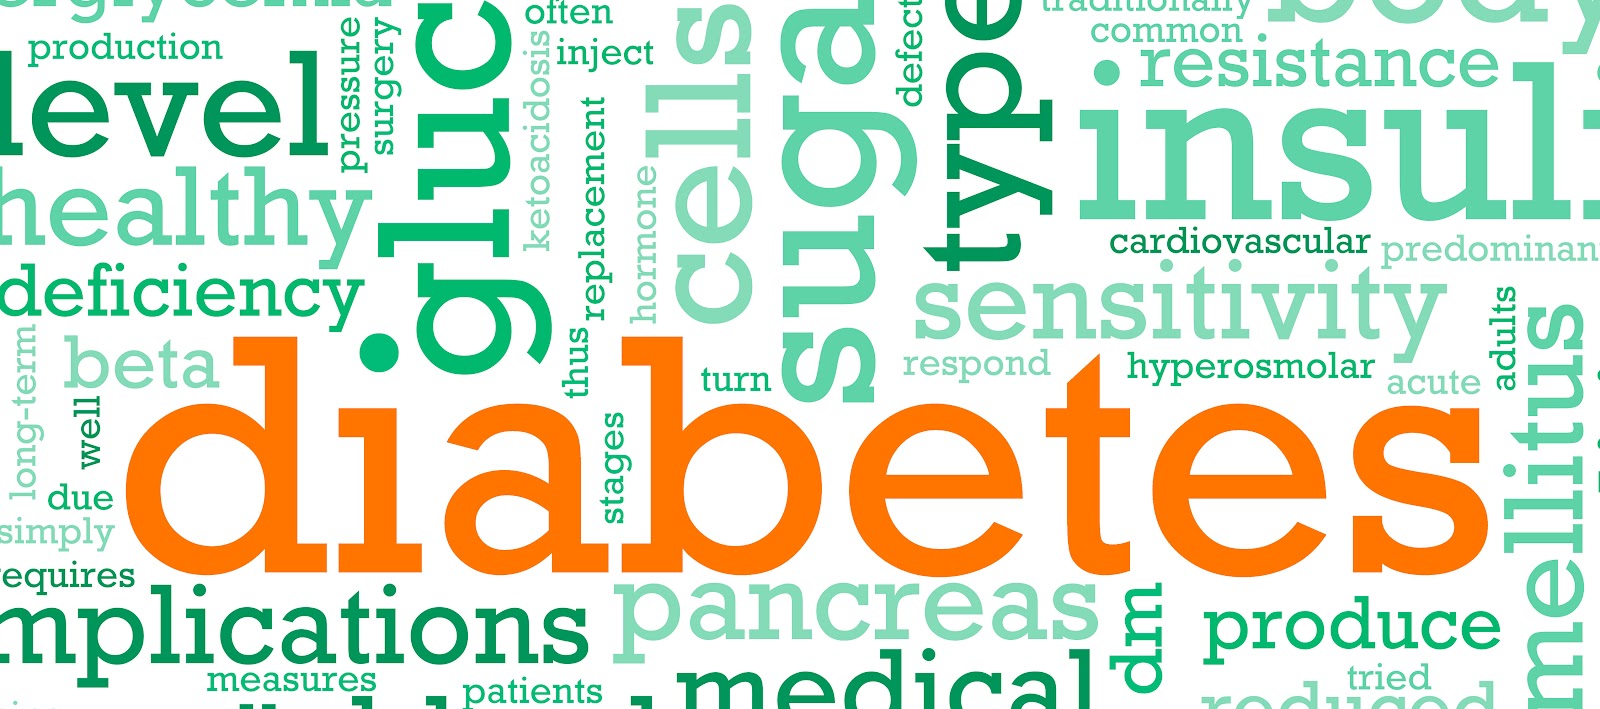 traditionally
common
often
production
inject
resistance
level
pressure
surgery
gluc
ketoacidosis
replacement
hormone
cells
suga
defect
type
insuli
healthy
cardiovascular
predominan
deficiency
sensitivity
beta
thus
turn
respond
hyperosmolar
acute
adults
mellitus
long-term
well
diabetes
stages
due
simply
requires
mplications
pancreas
dm
produce
measures
patients
medical
tried
reduced